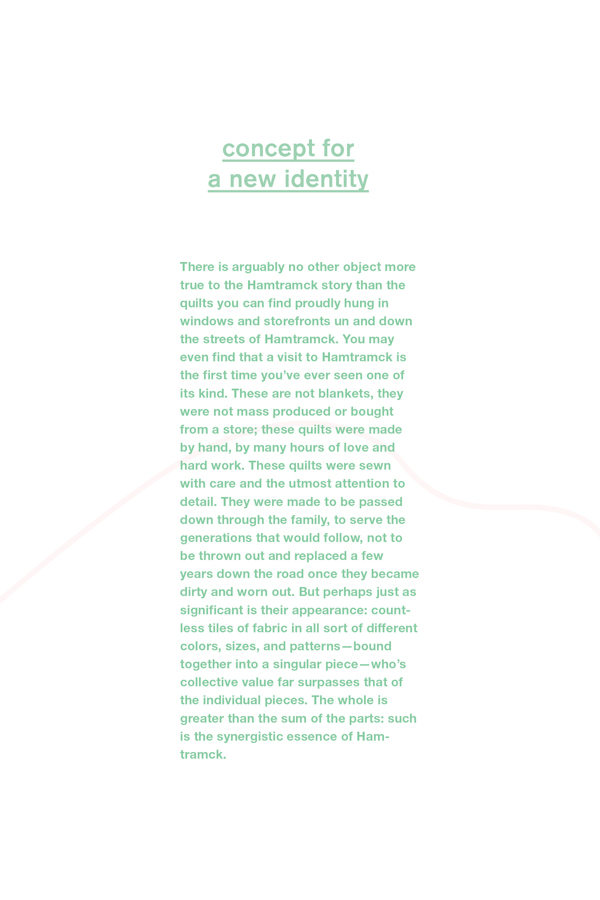 concept for
a new identity
There is arguably no other object more
true to the Hamtramck story than the
quilts you can find proudly hung in
windows and storefronts un and down
the streets of Hamtramck. You may
even find that a visit to Hamtramck is
the first time you've ever seen one of
its kind. These are not blankets, they
were not mass produced or bought
from a store; these quilts were made
by hand, by many hours of love and
hard work. These quilts were sewn
with care and the utmost attention to
detail. They were made to be passed
down through the family, to serve the
generations that would follow, not to
be thrown out and replaced a few
years down the road once they became
dirty and worn out. But perhaps just as
significant is their appearance: count-
less tiles of fabric in all sort of different
colors, sizes, and patterns—bound
together into a singular piece—who's
collective value far surpasses that of
the individual pieces. The whole is
greater than the sum of the parts: such
is the synergistic essence of Ham-
tramck.